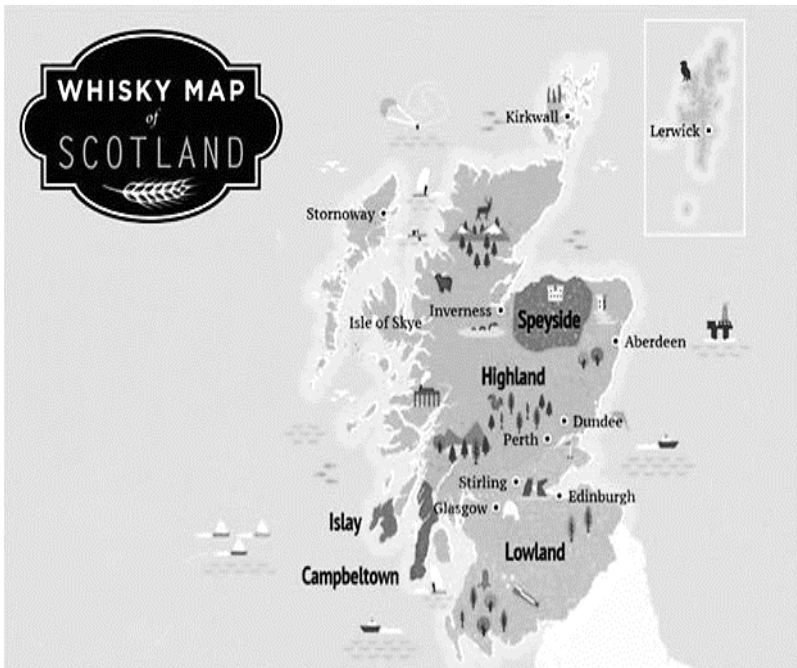 WHISKY MAP
of
SCOTLAND
Kirkwall
Lerwick
Stornoway
Inverness
Isle of Skye
Speyside
Aberdeen
Highland
Dundee
Perth
Stirling
Edinburgh
Glasgow
Islay
Lowland
Campbeltown